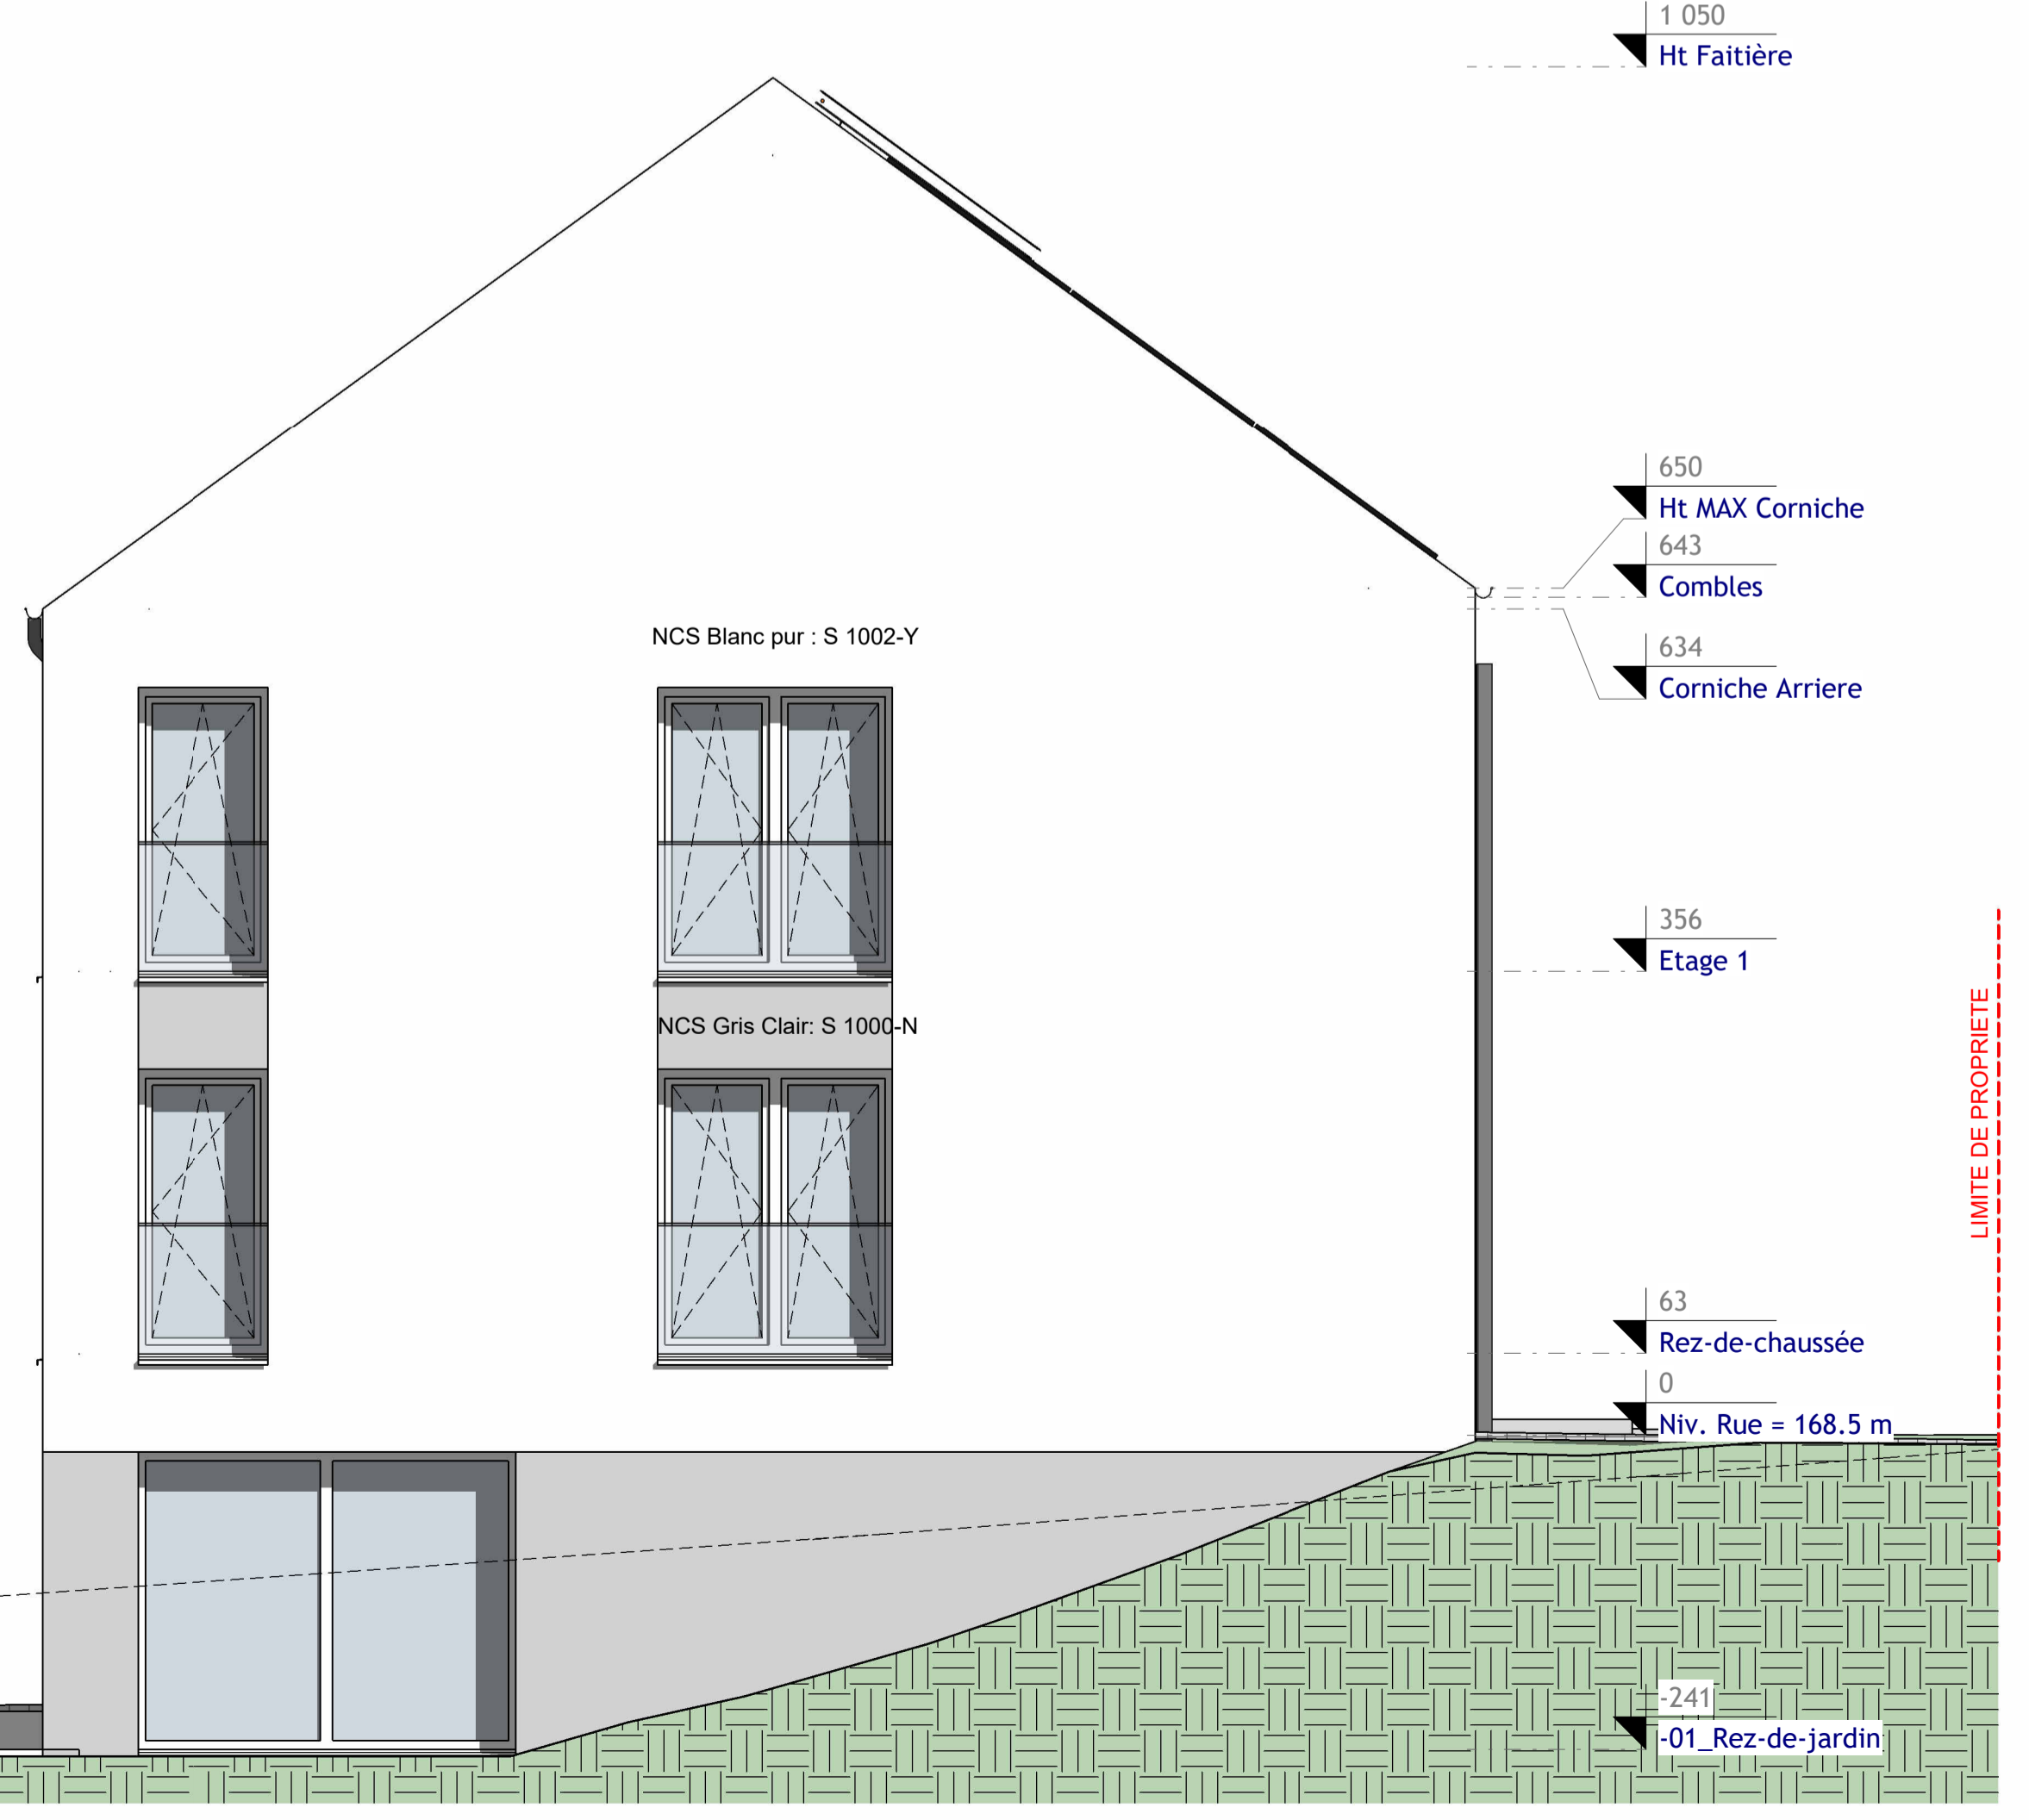 1 050
Ht Faitière
650
Ht MAX Corniche
643
Combles
634
Corniche Arriere
NCS Blanc pur : S 1002-Y
356
Etage 1
NCS Gris Clair: S 1000-N
LIMITE DE PROPRIETE
63
Rez-de-chaussée
0
Niv. Rue = 168.5 m
-241
-01_Rez-de-jardin